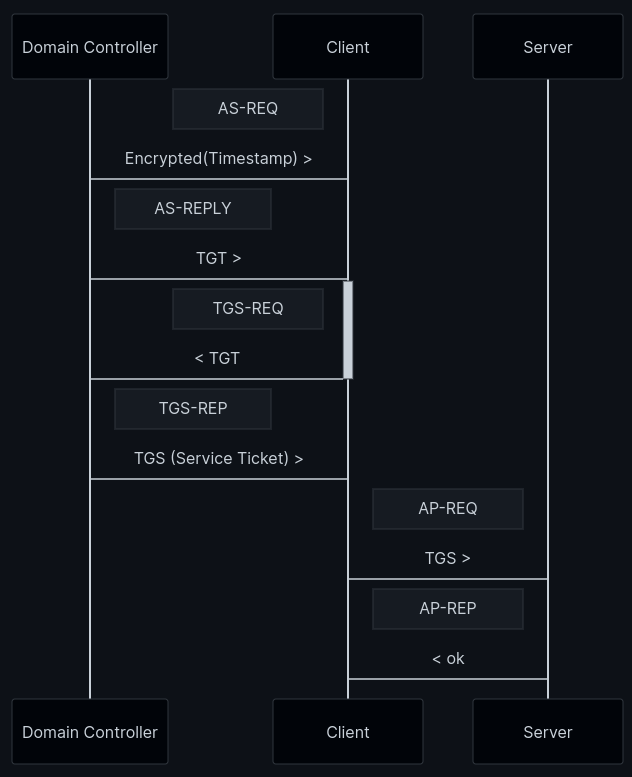 Domain Controller
Client
Server
AS-REQ
Encrypted(Timestamp) >
AS-REPLY
TGT >
TGS-REQ
< TGT
TGS-REP
TGS (Service Ticket) >
AP-REQ
TGS >
AP-REP
< ok
Domain Controller
Client
Server